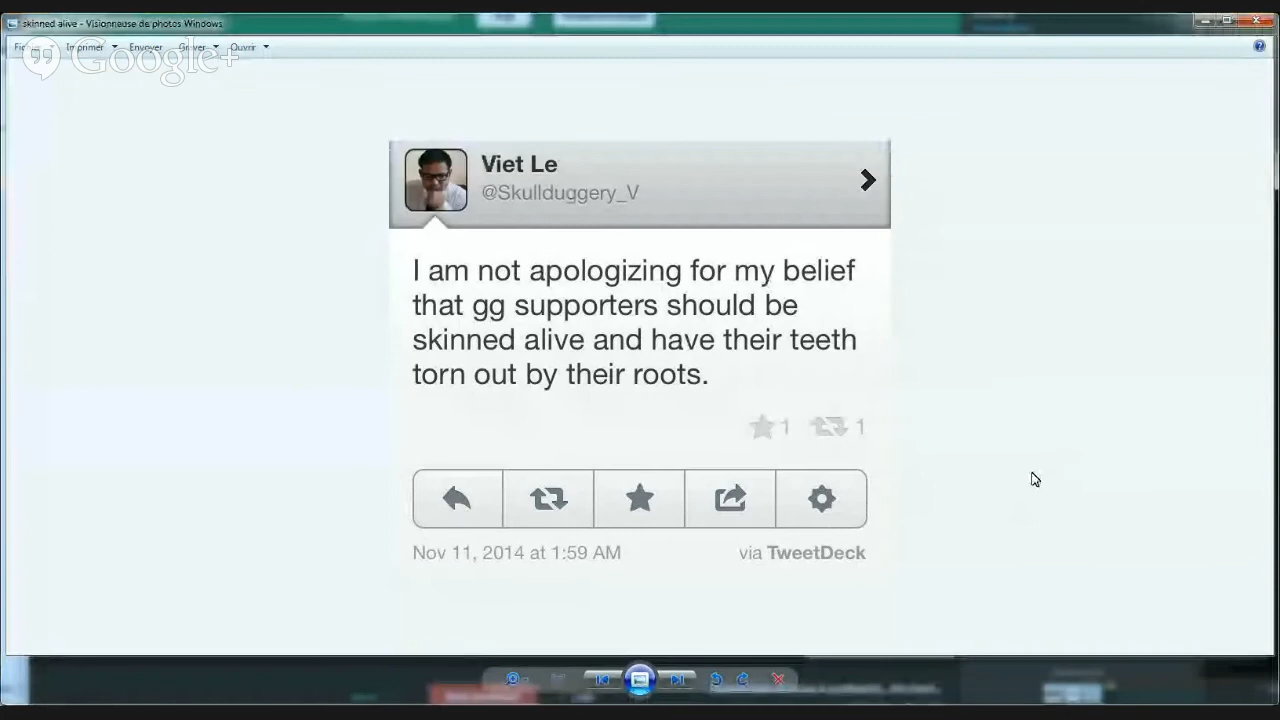 skinned alive - Visionneuse de photos Windows
Imprimer
Envoyer
Graver
Ouvrir
Google+
Viet Le
@Skullduggery_V
I am not apologizing for my belief
that gg supporters should be
skinned alive and have their teeth
torn out by their roots.
1
1
Nov 11, 2014 at 1:59 AM
via TweetDeck